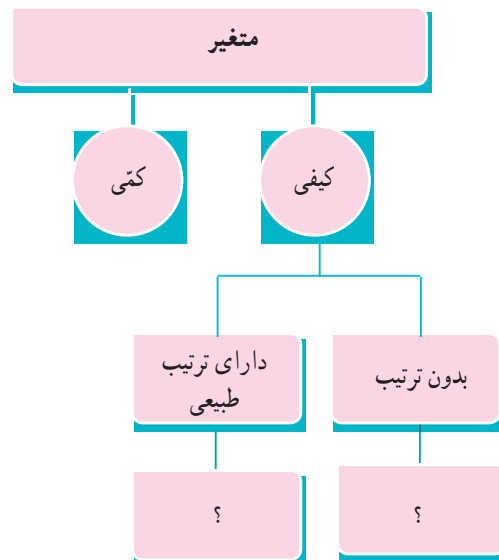 متغیر
کیفی
کمّی
بدون ترتیب
دارای ترتیب
طبیعی
؟
؟